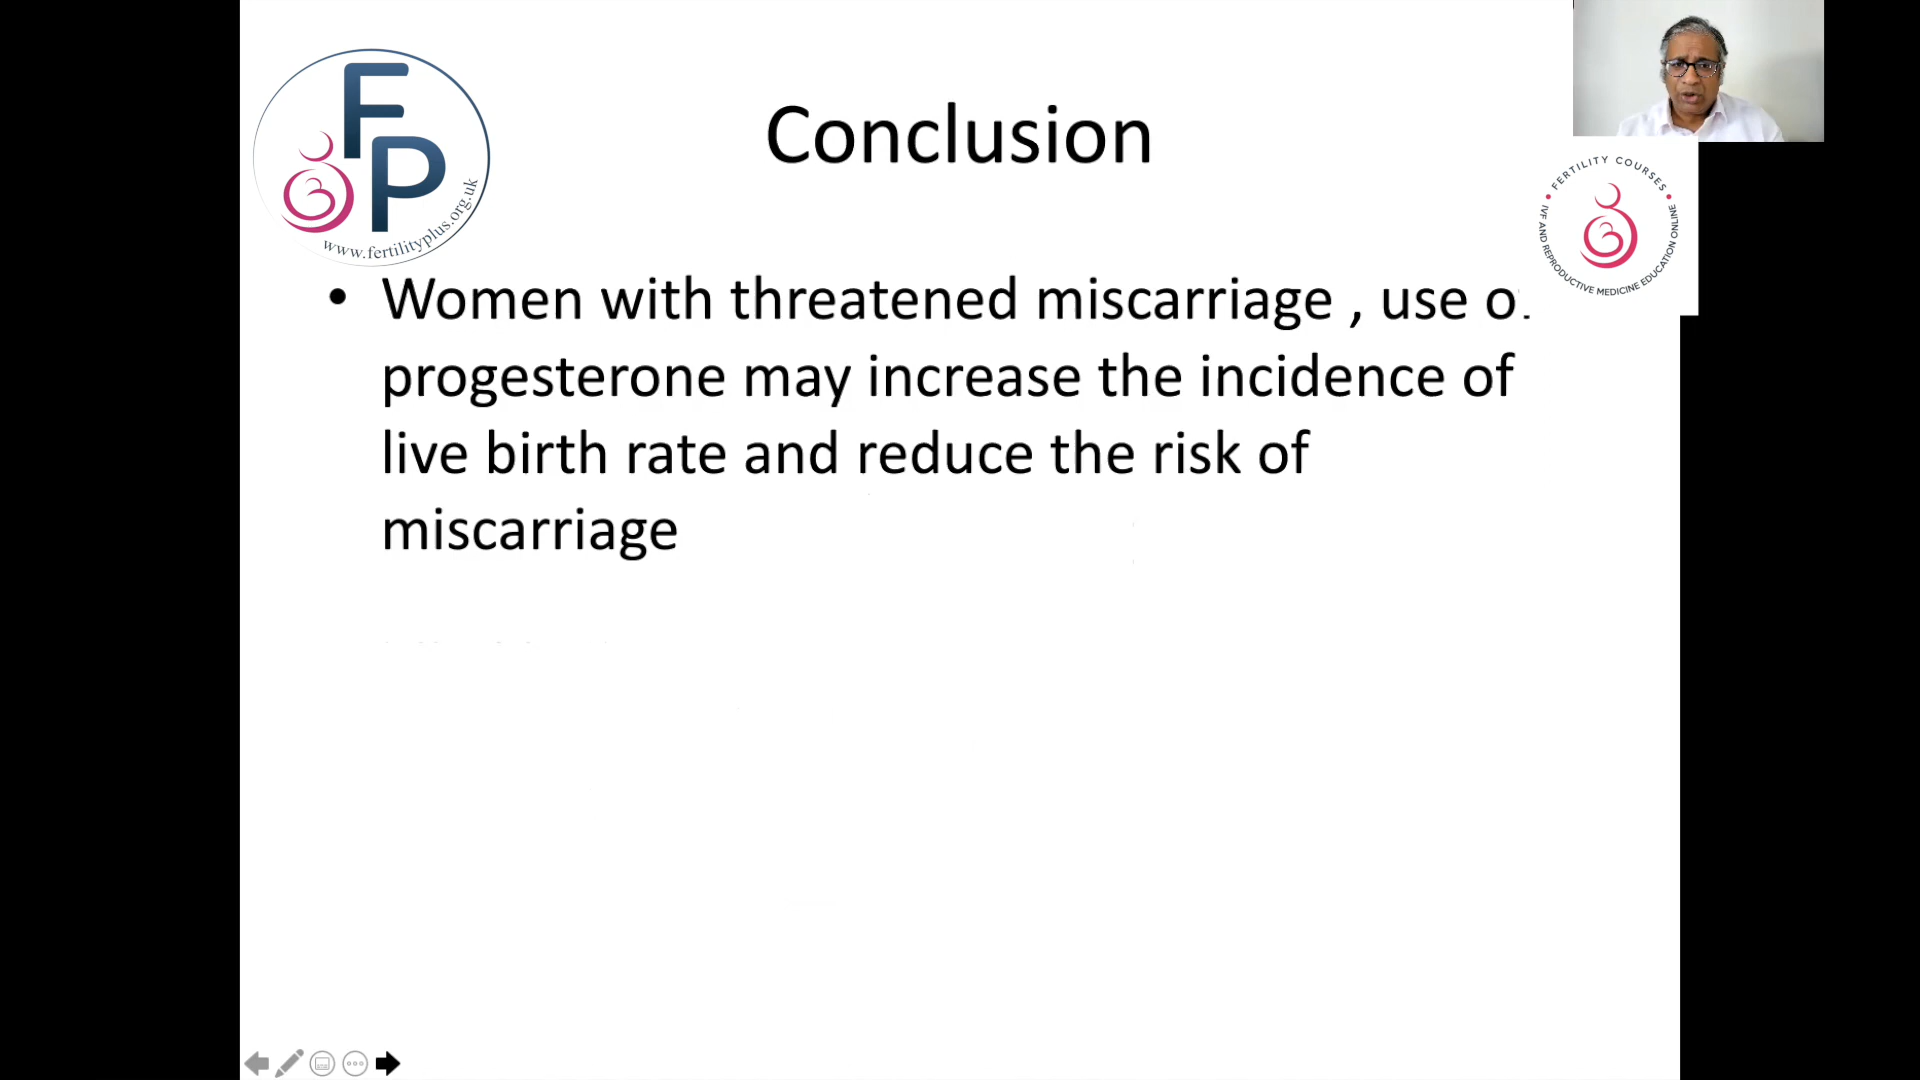 FP
www.fertilityplus.org.uk
Conclusion
FERTILITY COURSES
IVF AND REPRODUCTIVE MEDICINE EDUCATION ONLINE
• Women with threatened miscarriage , use
progesterone may increase the incidence of
live birth rate and reduce the risk of
miscarriage